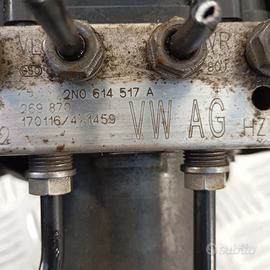 VL VR
2N0 614 517 A
269 870
170116/4 1459
VW AG HZ
subito